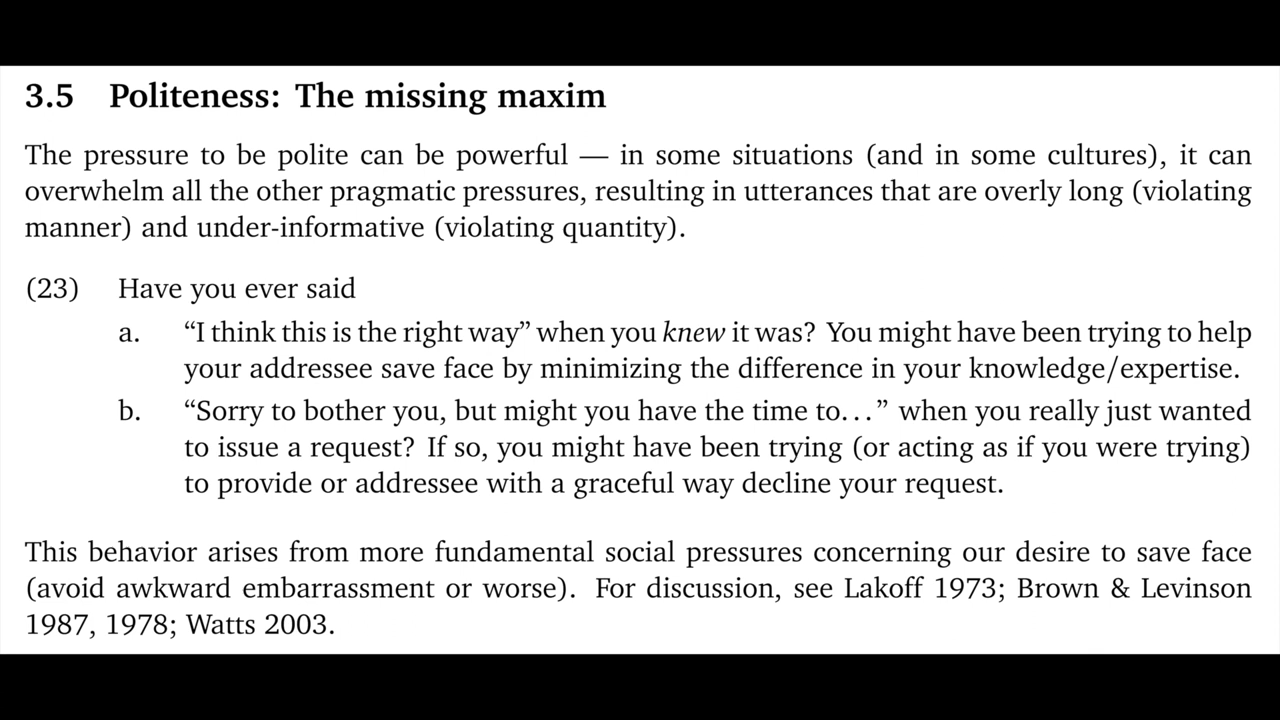 3.5 Politeness: The missing maxim
The pressure to be polite can be powerful — in some situations (and in some cultures), it can
overwhelm all the other pragmatic pressures, resulting in utterances that are overly long (violating
manner) and under-informative (violating quantity).
(23) Have you ever said
a. “I think this is the right way” when you knew it was? You might have been trying to help
your addressee save face by minimizing the difference in your knowledge/expertise.
b. “Sorry to bother you, but might you have the time to...” when you really just wanted
to issue a request? If so, you might have been trying (or acting as if you were trying)
to provide or addressee with a graceful way decline your request.
This behavior arises from more fundamental social pressures concerning our desire to save face
(avoid awkward embarrassment or worse). For discussion, see Lakoff 1973; Brown & Levinson
1987, 1978; Watts 2003.